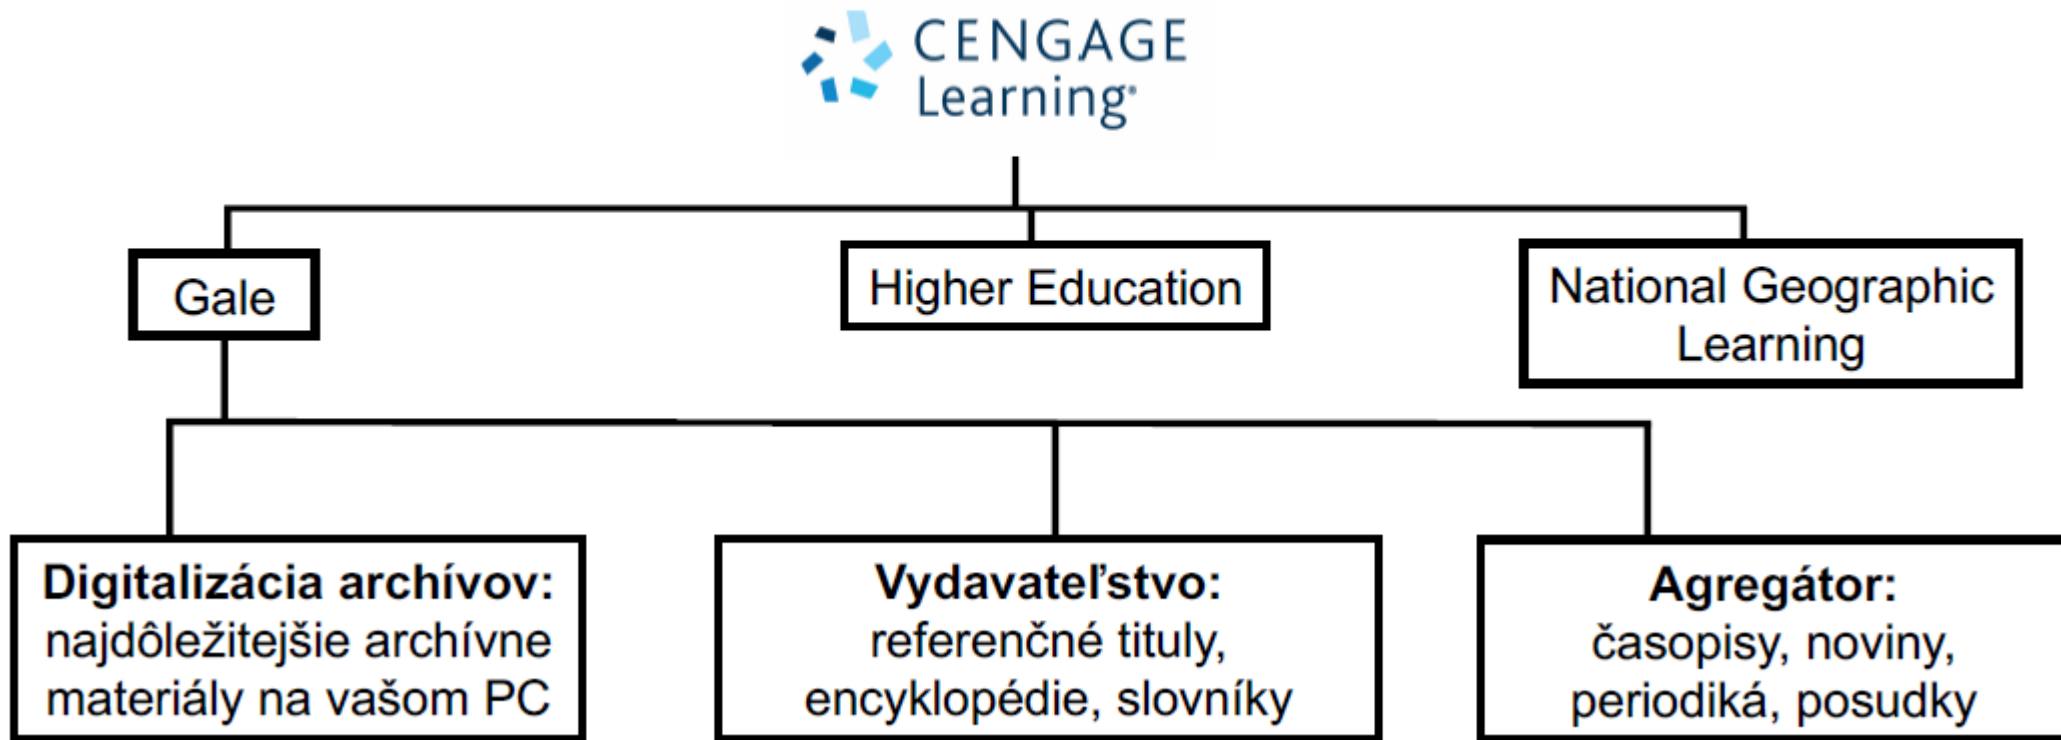 CENGAGE
Learning®
Gale
Higher Education
National Geographic
Learning
Digitalizácia archívov:
najdôležitejšie archívne
materiály na vašom PC
Vydavateľstvo:
referenčné tituly,
encyklopédie, slovníky
Agregátor:
časopisy, noviny,
periodiká, posudky